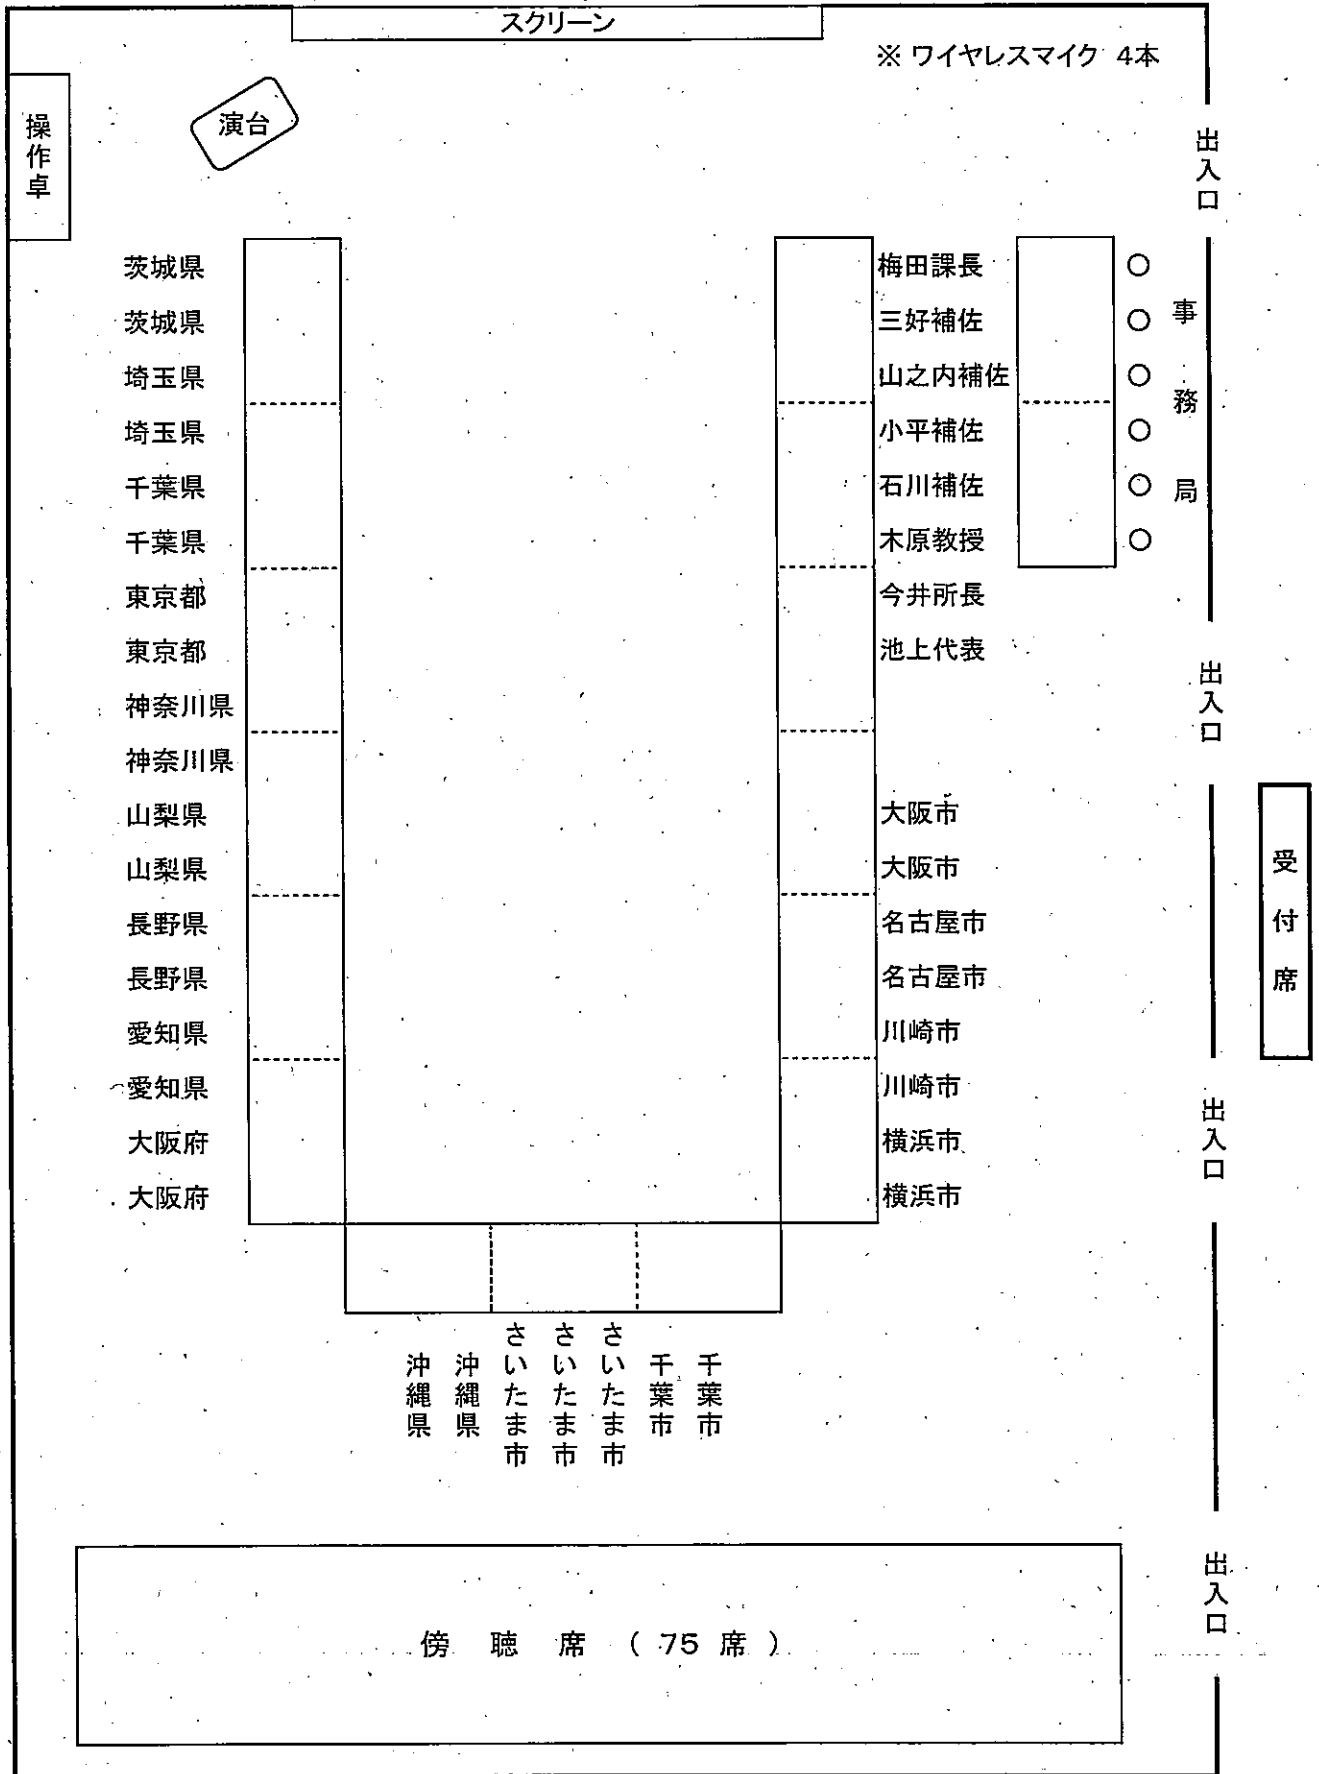 スクリーン
※ ワイヤレスマイク 4本
操作卓
演台
出入口
茨城県
茨城県
埼玉県
埼玉県
千葉県
千葉県
東京都
東京都
神奈川県
神奈川県
山梨県
山梨県
長野県
長野県
愛知県
愛知県
大阪府
大阪府
梅田課長
三好補佐
山之内補佐
小平補佐
石川補佐
木原教授
今井所長
池上代表
大阪市
大阪市
名古屋市
名古屋市
川崎市
川崎市
横浜市
横浜市
○
○
○
○
○
○
事務局
出入口
受付席
出入口
沖縄県
沖縄県
さいたま市
さいたま市
さいたま市
千葉市
千葉市
出入口
傍聴席(75席)